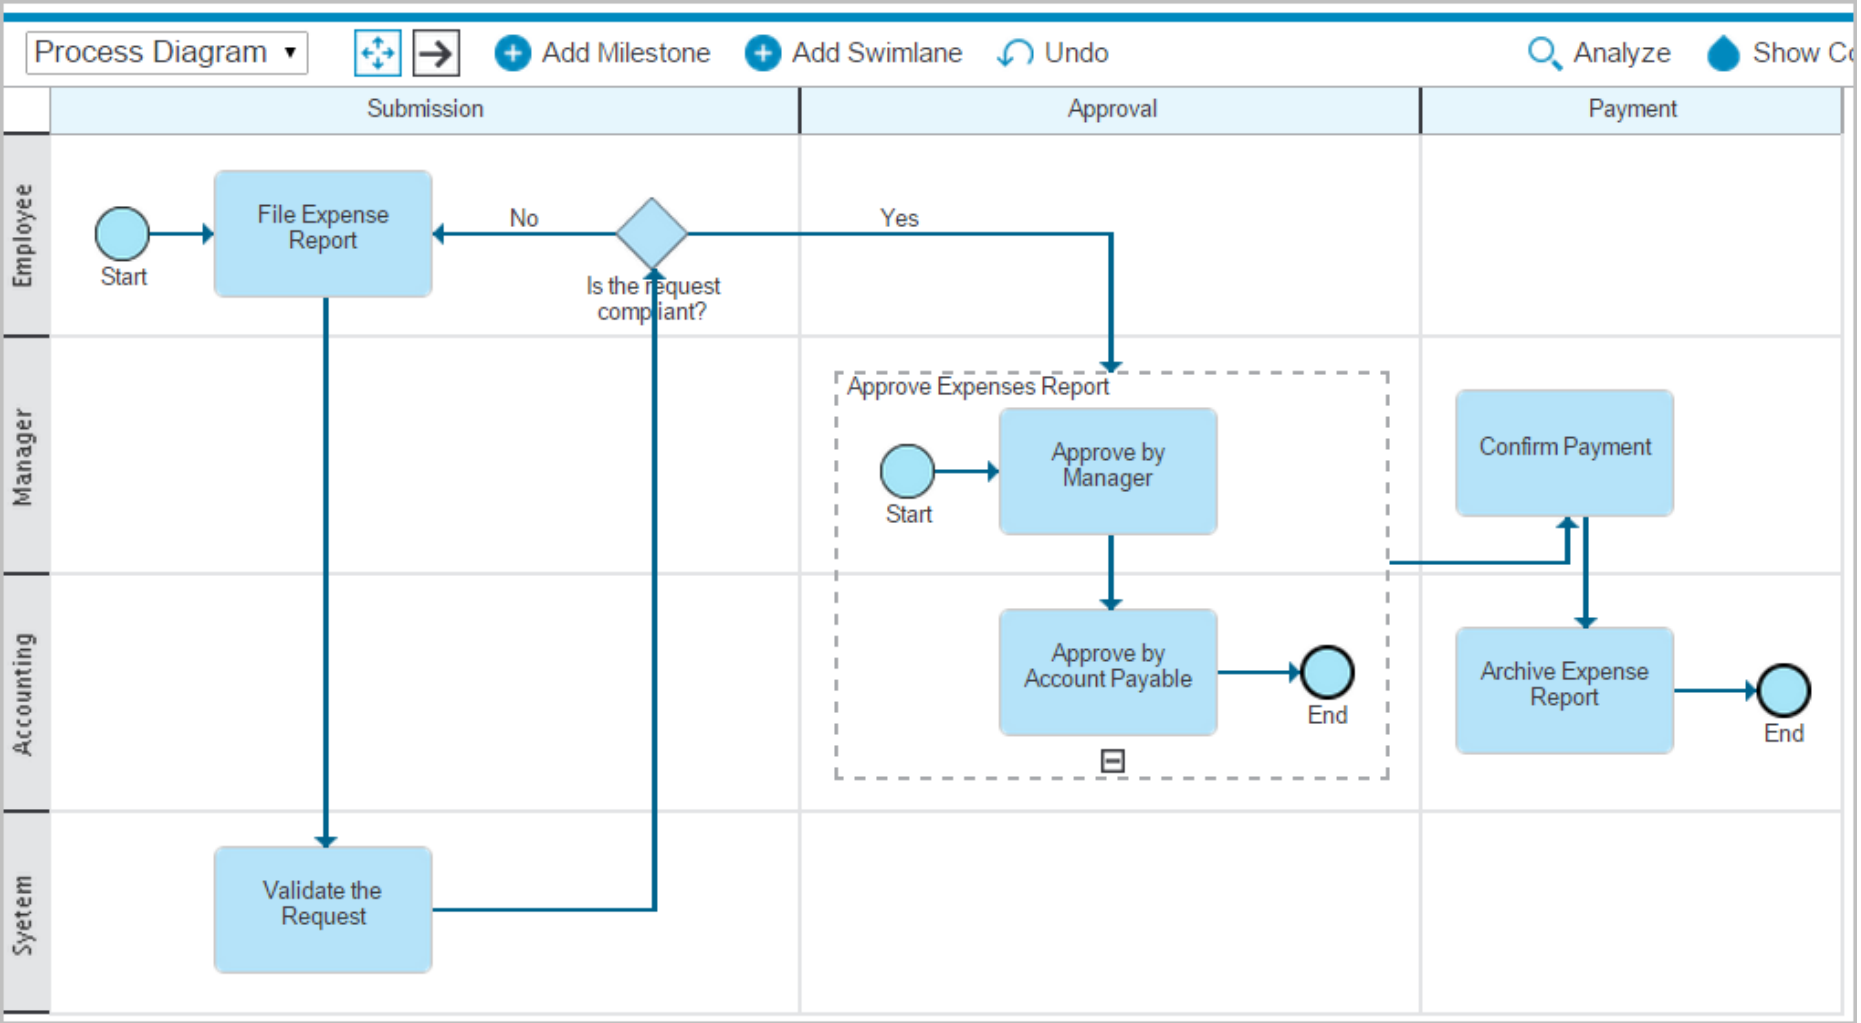 Process Diagram
Add Milestone
Add Swimlane
Undo
Analyze
Show
Submission
Approval
Payment
Employee
Start
File Expense
Report
No
Is the request
compliant?
Yes
Manager
Approve Expenses Report
Start
Approve by
Manager
Confirm Payment
Accounting
Approve by
Account Payable
End
Archive Expense
Report
End
Syetem
Validate the
Request